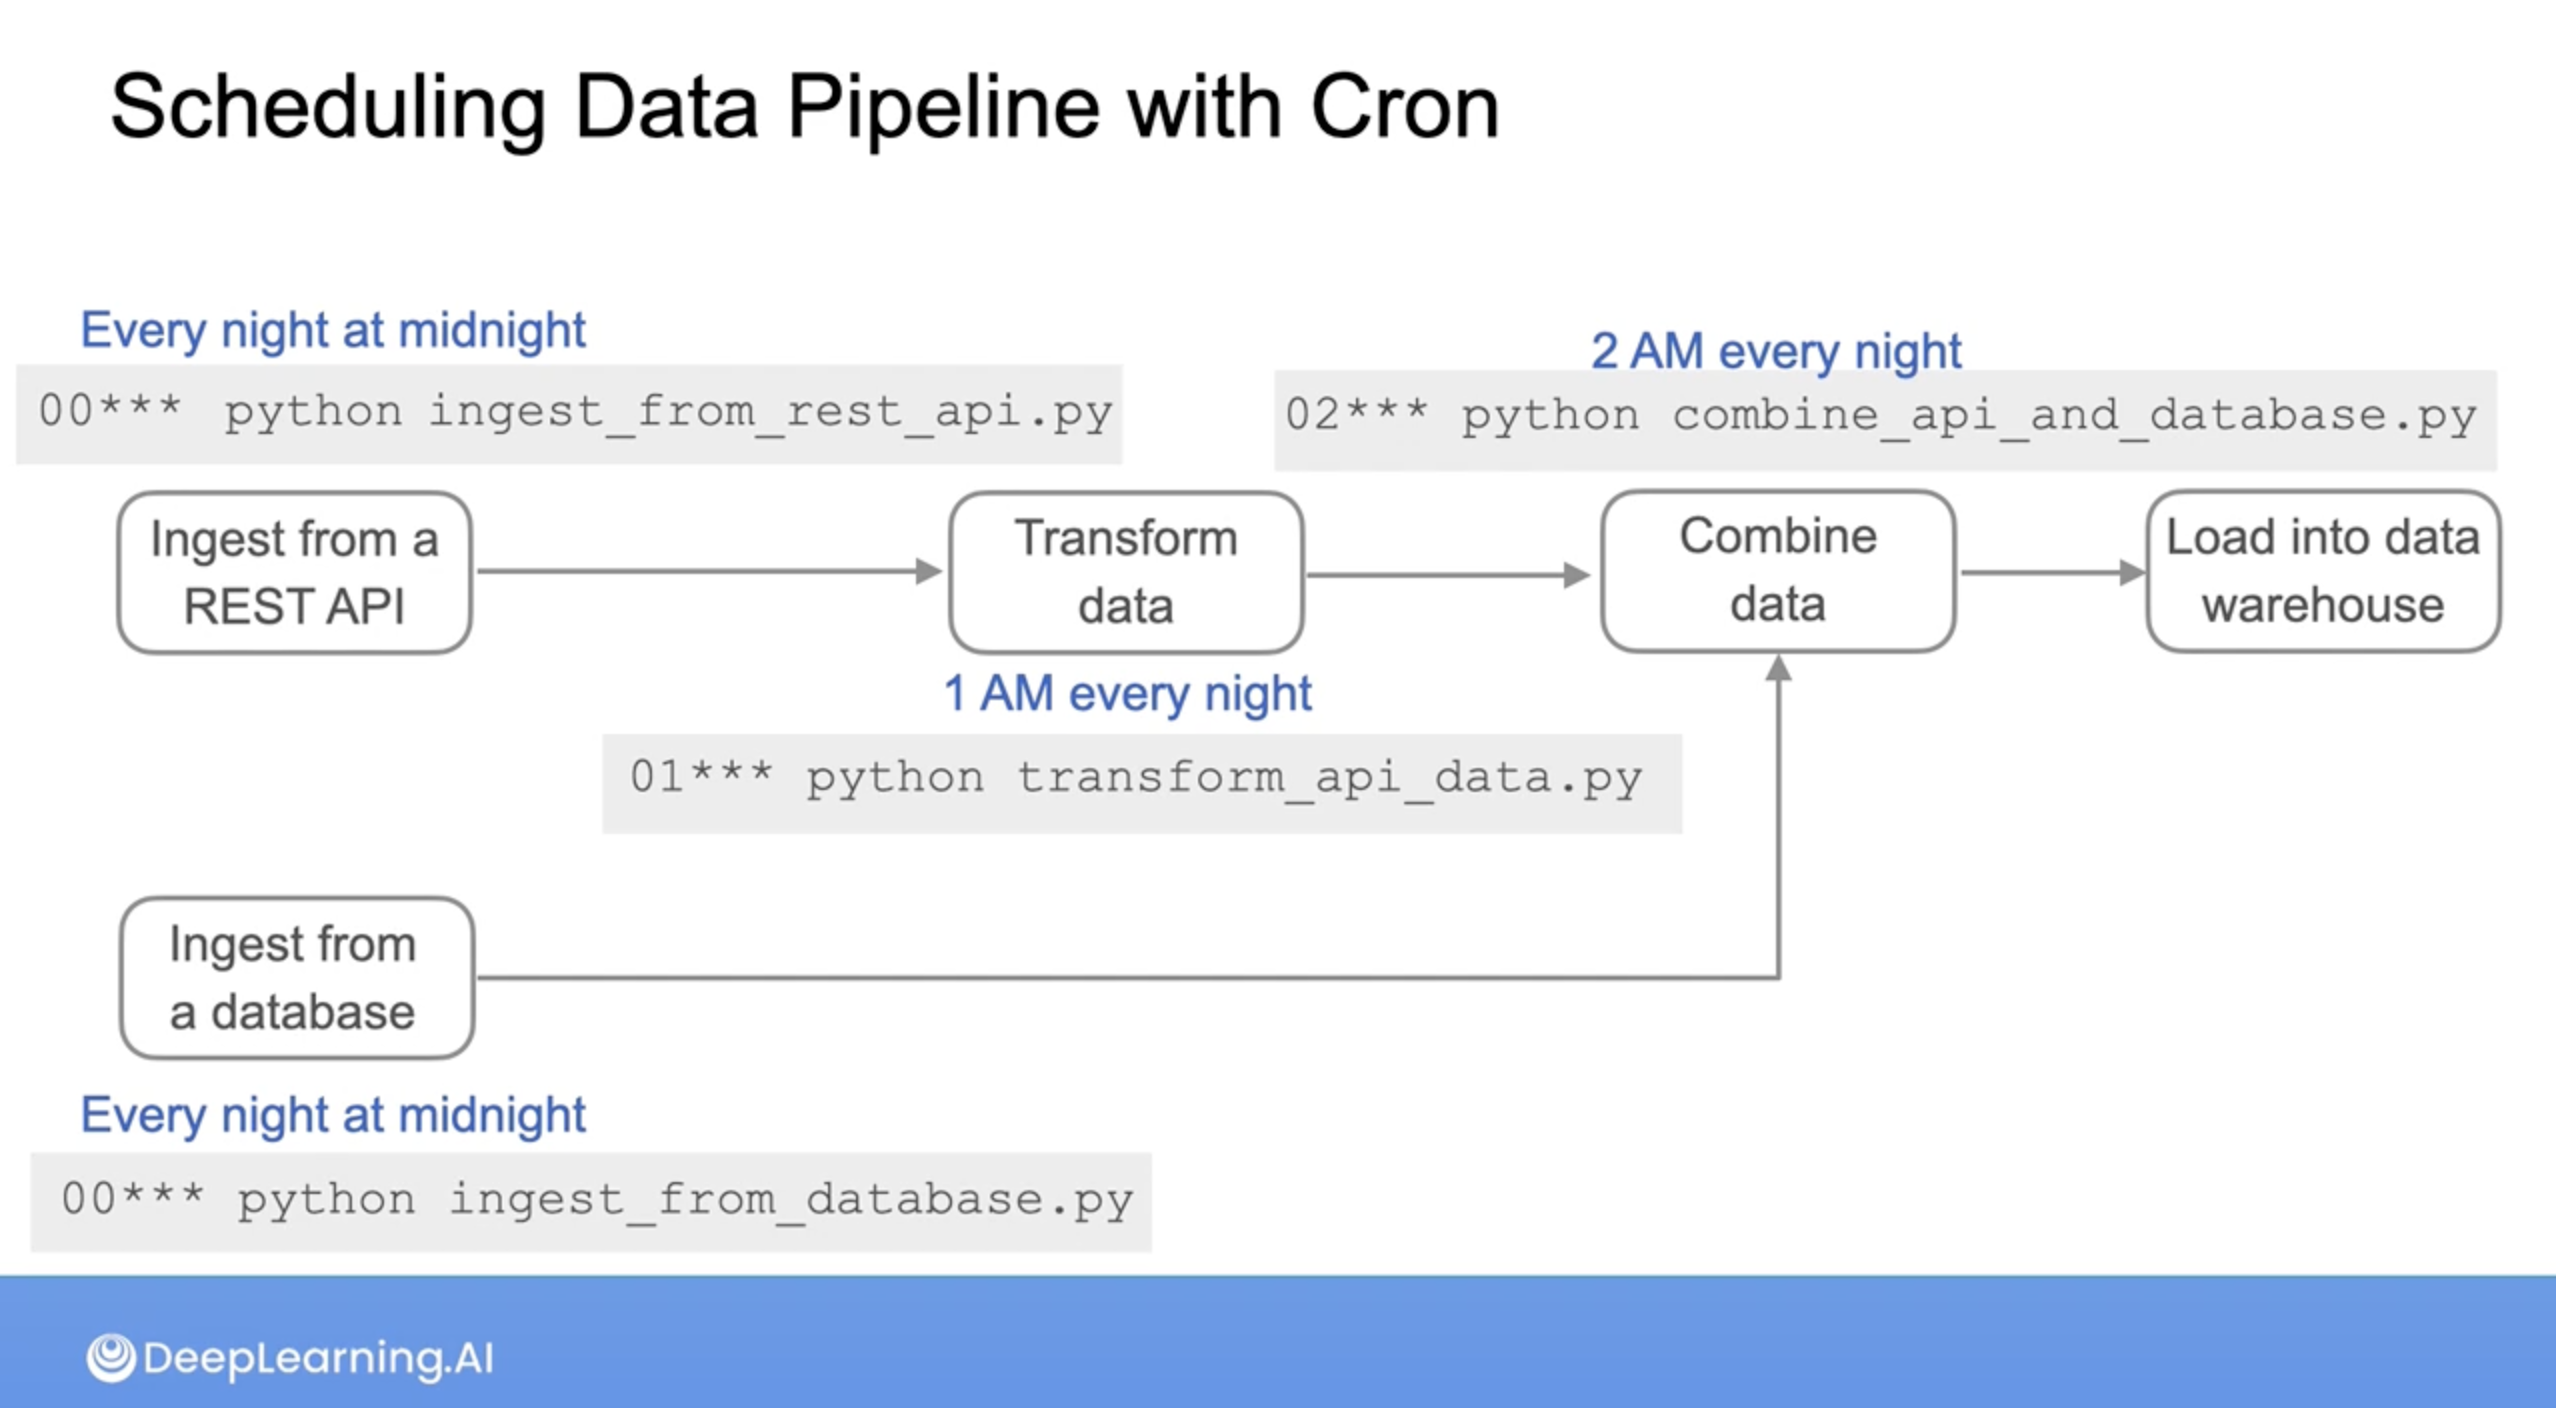 Scheduling Data Pipeline with Cron
Every night at midnight
00*** python ingest_from_rest_api.py
2 AM every night
02*** python combine_api_and_database.py
Ingest from a
REST API
Transform
data
Combine
data
Load into data
warehouse
1 AM every night
01*** python transform_api_data.py
Ingest from
a database
Every night at midnight
00*** python ingest_from_database.py
DeepLearning.AI